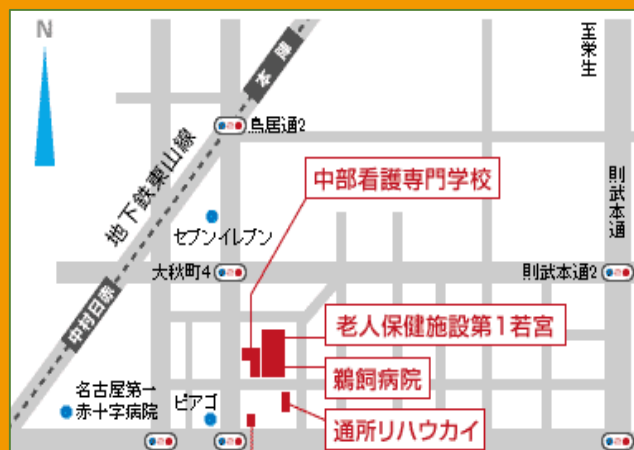 N
本陣
至栄生
鳥居通2
地下鉄東山線
中部看護専門学校
則武本通
セブンイレブン
大秋町4
則武本通2
中村日赤
老人保健施設第1若宮
鵜飼病院
名古屋第一
赤十字病院
ピアゴ
通所リハウカイ